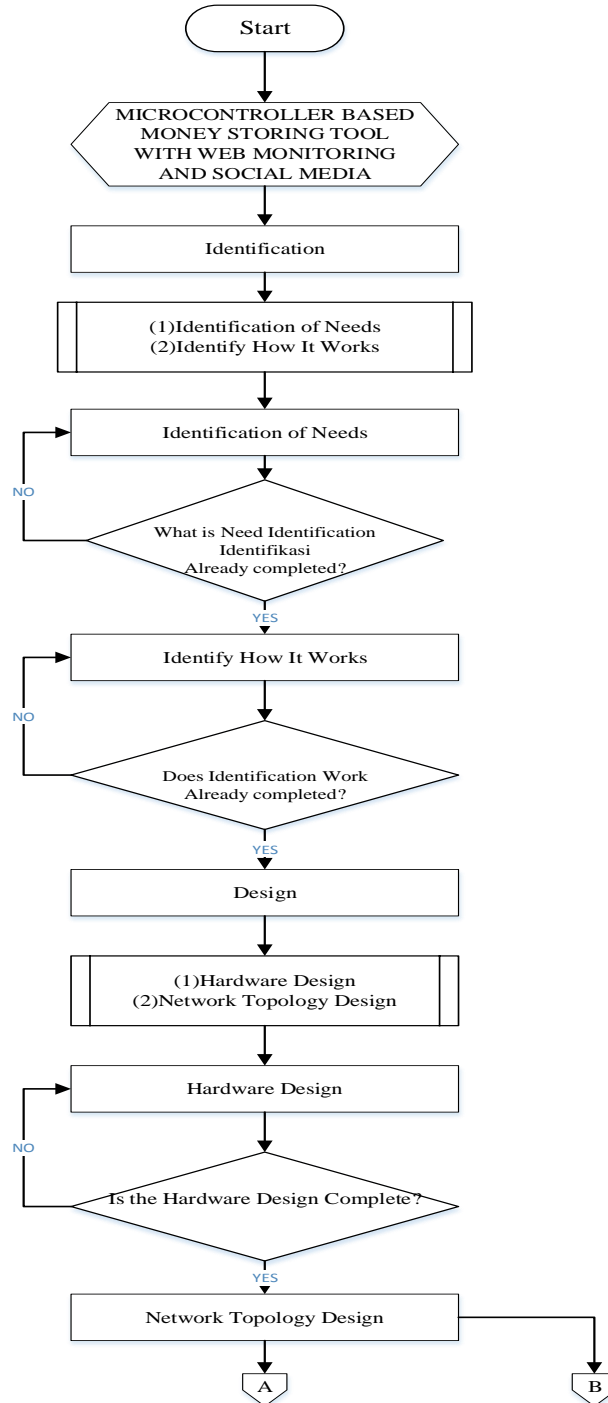 Start
MICROCONTROLLER BASED
MONEY STORING TOOL
WITH WEB MONITORING
AND SOCIAL MEDIA
Identification
(1)Identification of Needs
(2)Identify How It Works
Identification of Needs
NO
What is Need Identification
Identifikasi
Already completed?
YES
Identify How It Works
NO
Does Identification Work
Already completed?
YES
Design
(1)Hardware Design
(2)Network Topology Design
Hardware Design
NO
Is the Hardware Design Complete?
YES
Network Topology Design
A
B